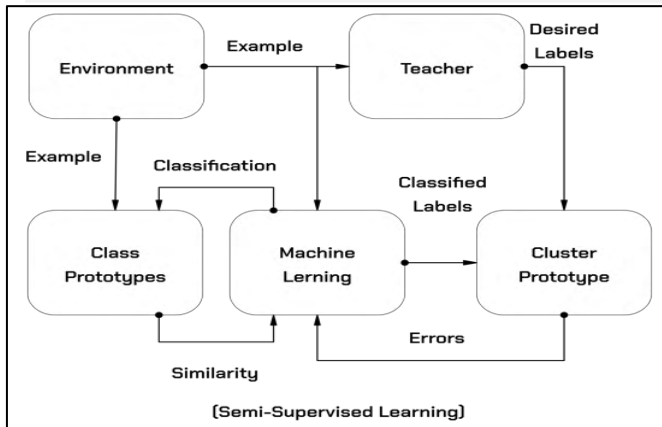 Desired
Labels
Example
Environment
Teacher
Example
Classification
Classified
Labels
Class
Prototypes
Machine
Lerning
Cluster
Prototype
Errors
Similarity
(Semi-Supervised Learning)